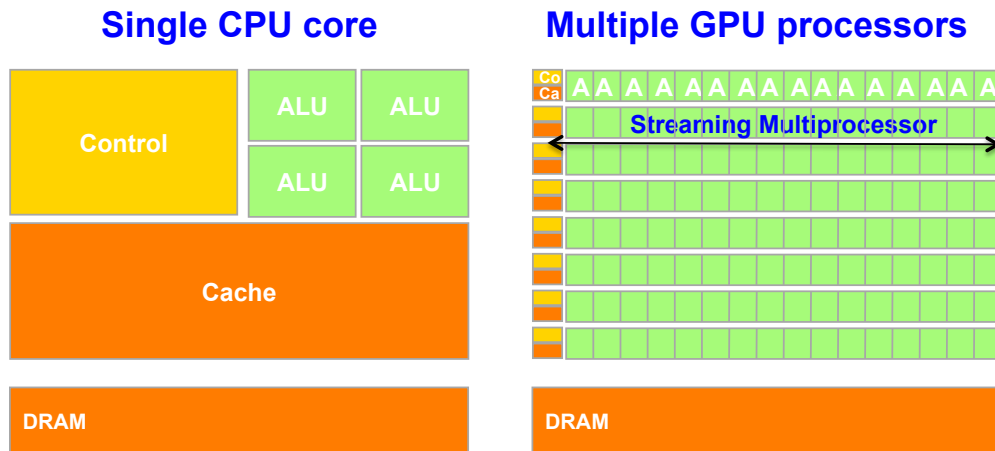 Single CPU core
Control
ALU
ALU
ALU
ALU
Cache
DRAM
Multiple GPU processors
Co
Ca
A A A A A A A A A A A A A A A A
Streaming Multiprocessor
DRAM